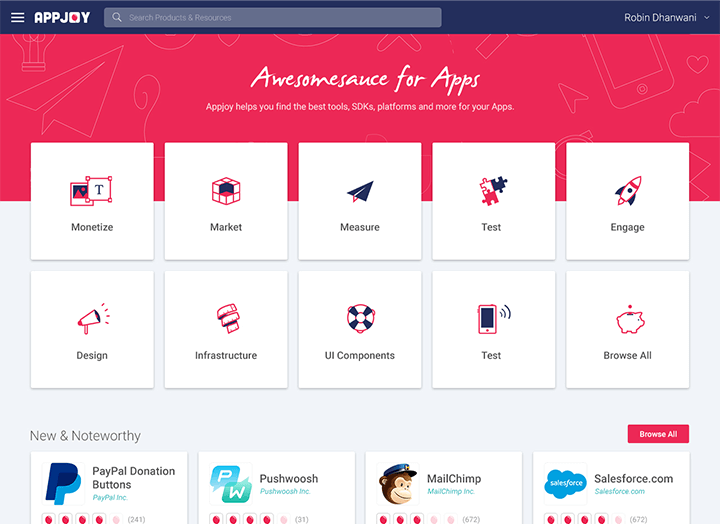 APPJOY
Search Products & Resources
Robin Dhanwani
Awesomesauce for Apps
Appjoy helps you find the best tools, SDKs, platforms and more for your Apps.
T
Monetize
Market
Measure
Test
Engage
Design
Infrastructure
UI Components
Test
Browse All
New & Noteworthy
Browse All
PayPal Donation
Buttons
PayPal Inc.
(241)
PW
Pushwoosh
Pushwoosh Inc.
(31)
MailChimp
MailChimp Inc.
(672)
salesforce
Salesforce.com
Salesforce.com
(672)